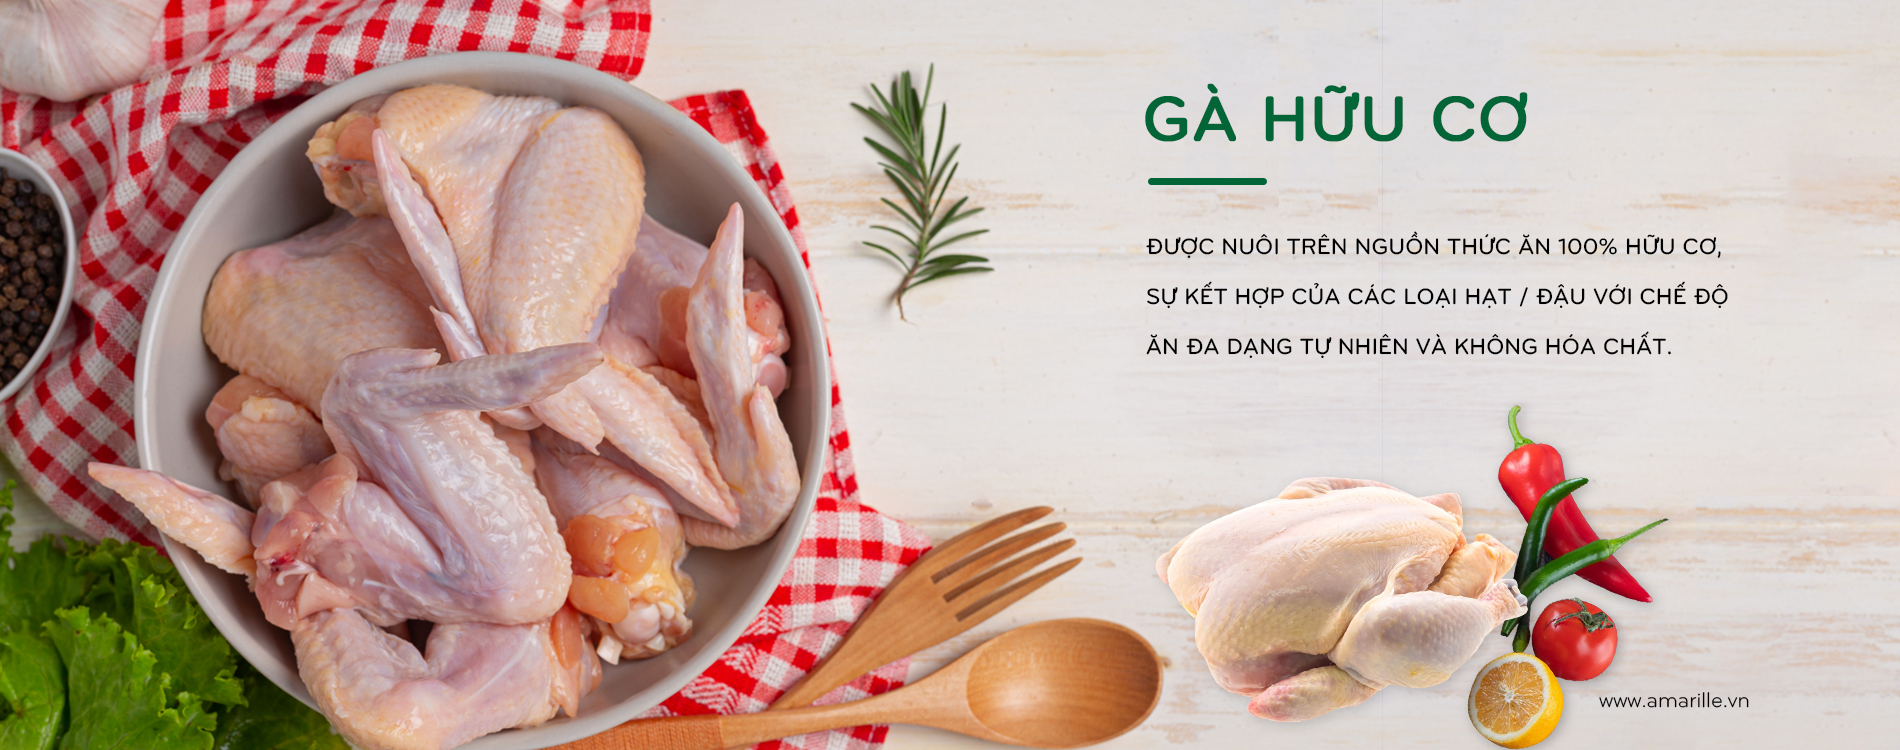 GÀ HỮU CƠ
ĐƯỢC NUÔI TRÊN NGUỒN THỨC ĂN 100% HỮU CƠ,
SỰ KẾT HỢP CỦA CÁC LOẠI HẠT / ĐẬU VỚI CHẾ ĐỘ
ĂN ĐA DẠNG TỰ NHIÊN VÀ KHÔNG HÓA CHẤT.
www.amarille.vn